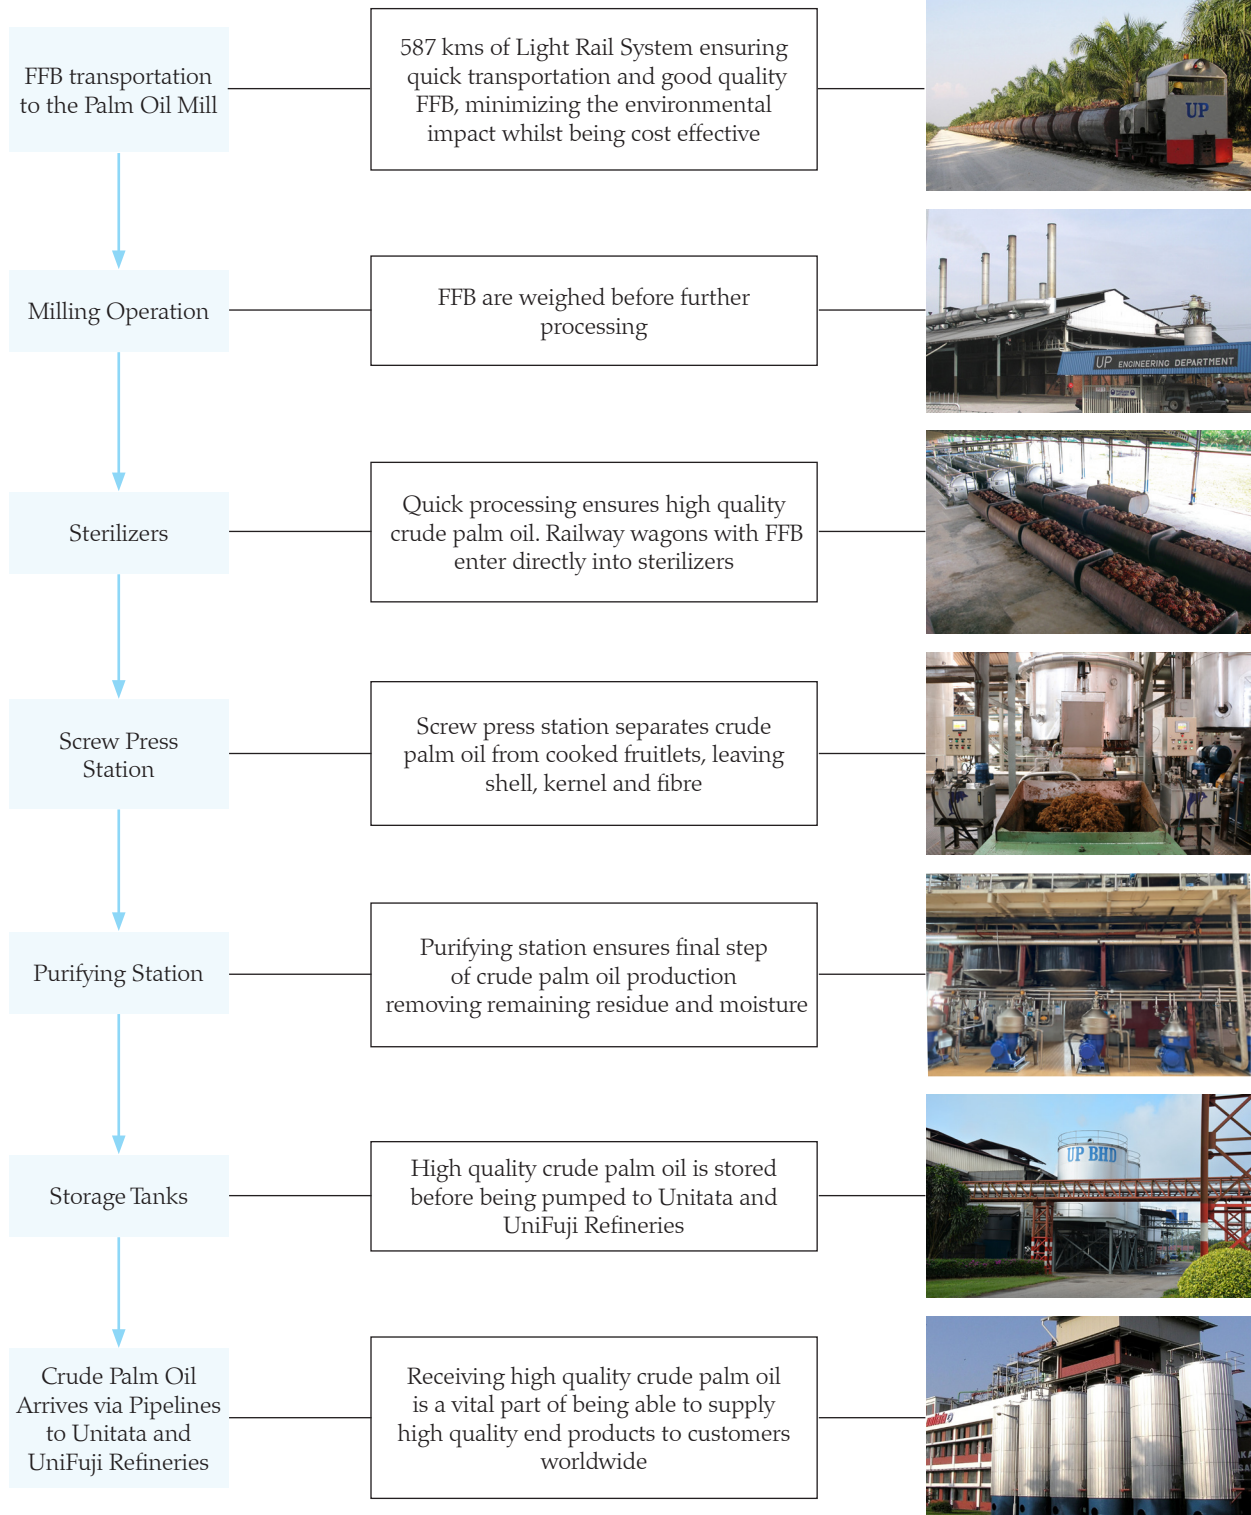 FFB transportation
to the Palm Oil Mill
587 kms of Light Rail System ensuring
quick transportation and good quality
FFB, minimizing the environmental
impact whilst being cost effective
UP
Milling Operation
FFB are weighed before further
processing
UP ENGINEERING DEPARTMENT
Sterilizers
Quick processing ensures high quality
crude palm oil. Railway wagons with FFB
enter directly into sterilizers
Screw Press
Station
Screw press station separates crude
palm oil from cooked fruitlets, leaving
shell, kernel and fibre
Purifying Station
Purifying station ensures final step
of crude palm oil production
removing remaining residue and moisture
Storage Tanks
High quality crude palm oil is stored
before being pumped to Unitata and
UniFuji Refineries
UP BHD
Crude Palm Oil
Arrives via Pipelines
to Unitata and
UniFuji Refineries
Receiving high quality crude palm oil
is a vital part of being able to supply
high quality end products to customers
worldwide